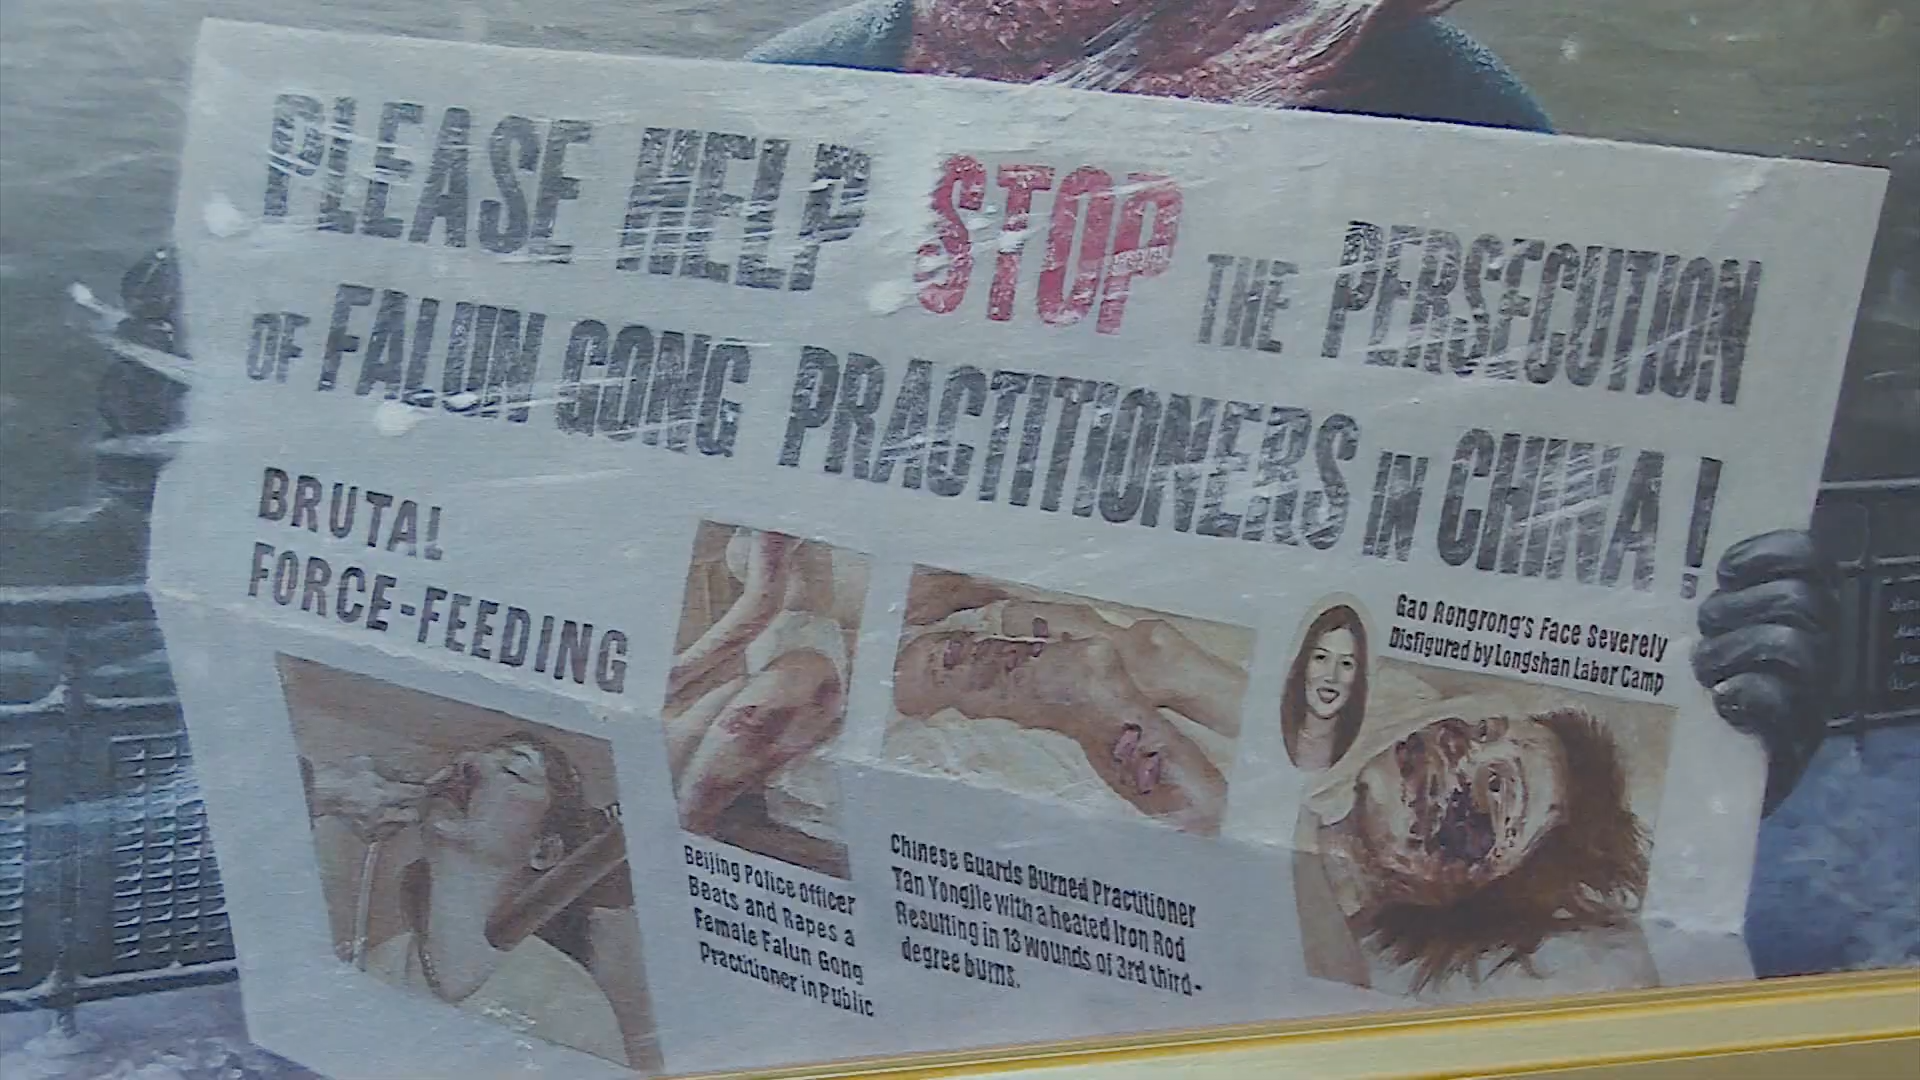 PLEASE HELP STOP THE PERSECUTION
OF FALUN GONG PRACTITIONERS IN CHINA !
BRUTAL
FORCE-FEEDING
Beijing Police Officer
Beats and Rapes a
Female Falun Gong
Practitioner in Public
Chinese Guards Burned Practitioner
Tan Yongjie with a heated Iron Rod
Resulting in 13 wounds of 3rd third-
degree burns.
Gao Rongrong's Face Severely
Disfigured by Longshan Labor Camp